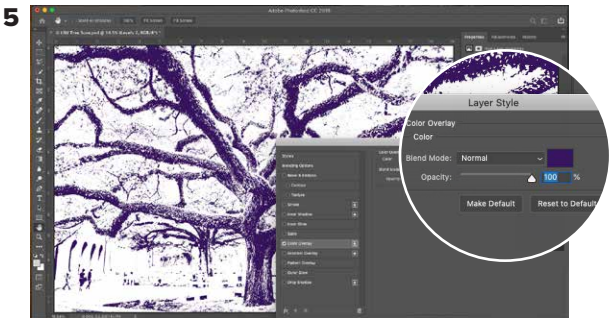 5
Adobe Photoshop CC 2019
Properties
Layer Style
Color Overlay
Color
Blend Mode: Normal
Opacity: 100 %
Make Default Reset to Default
Styles
Blending Options
Bevel & Emboss
Contour
Texture
Stroke
Inner Shadow
Inner Glow
Satin
Color Overlay
Gradient Overlay
Pattern Overlay
Outer Glow
Drop Shadow